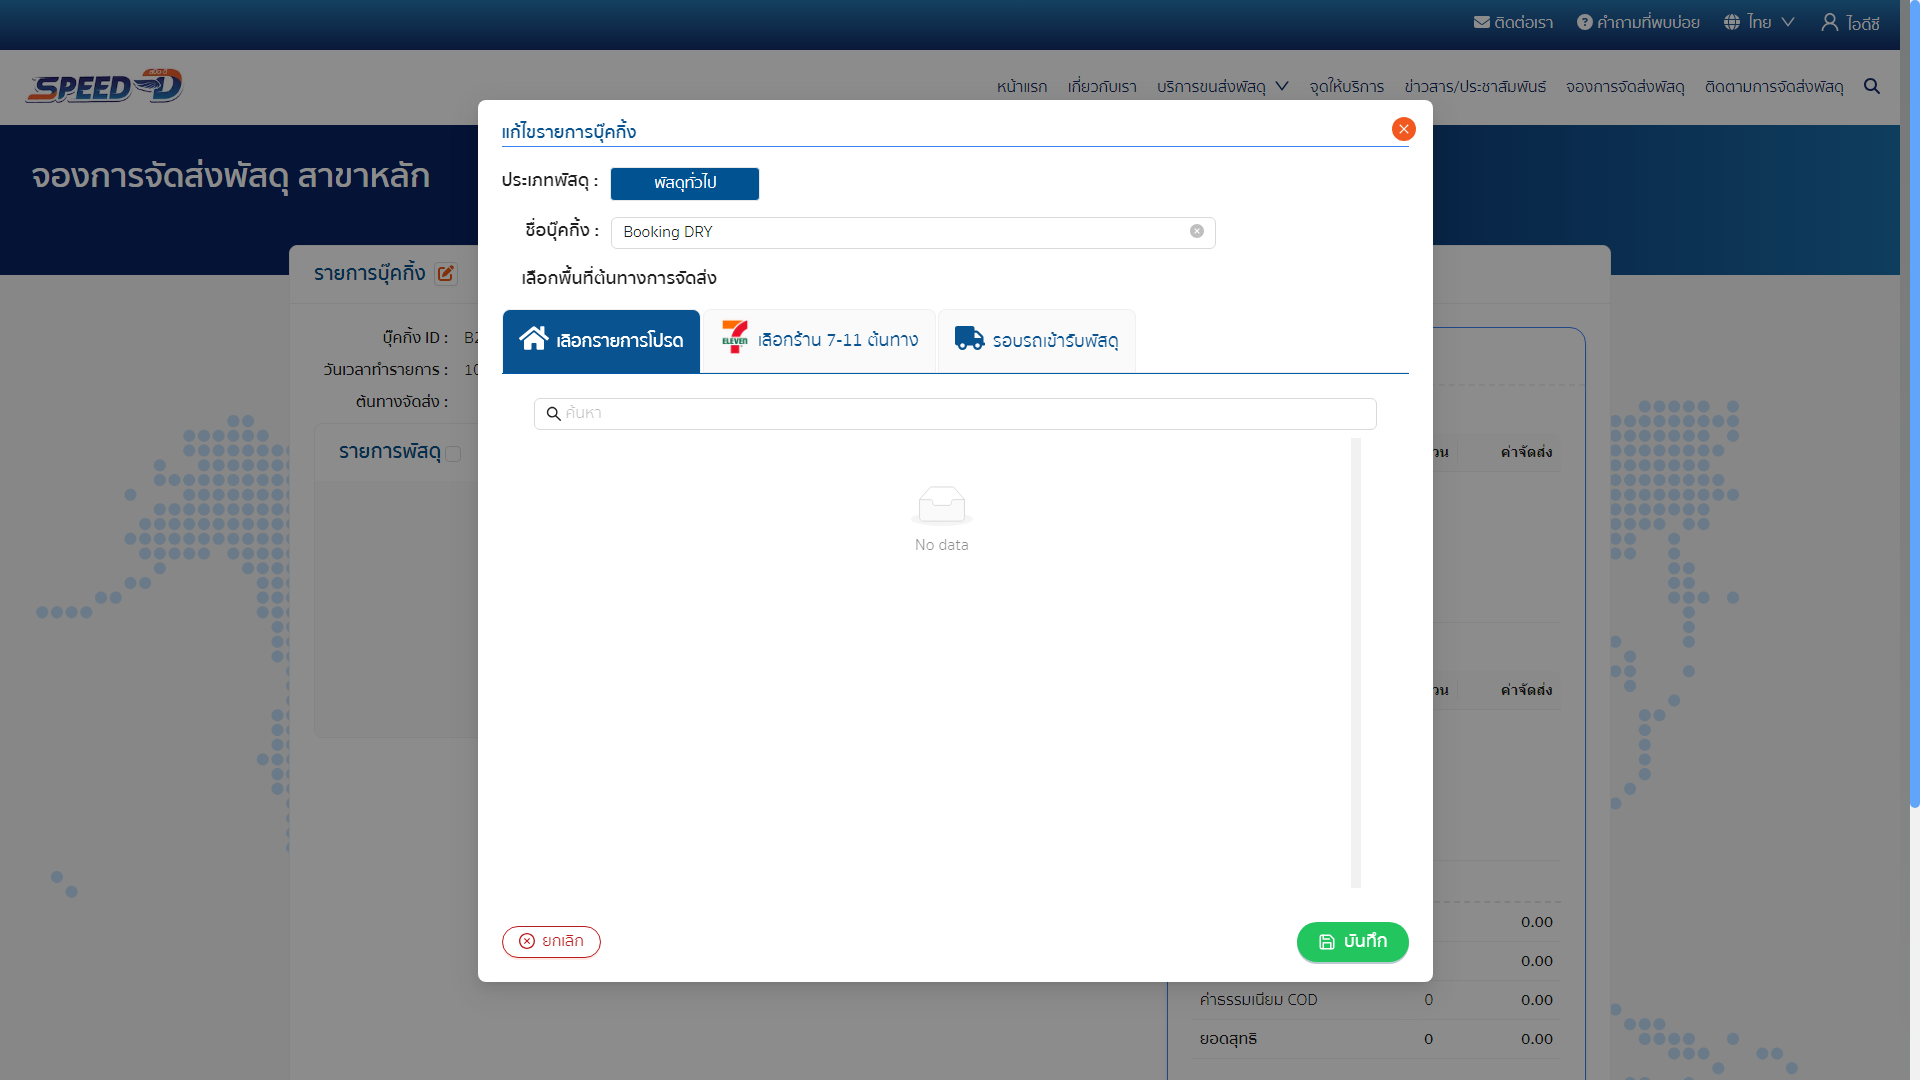 ติดต่อเรา คำถามที่พบบ่อย ไทย ไอดีซี
SPEED-D
หน้าแรก เกี่ยวกับเรา บริการขนส่งพัสดุ จุดให้บริการ ข่าวสาร/ประชาสัมพันธ์ จองการจัดส่งพัสดุ ติดตามการจัดส่งพัสดุ
จองการจัดส่งพัสดุ สาขาหลัก
แก้ไขรายการบุ๊คกิ้ง
ประเภทพัสดุ : พัสดุทั่วไป
ชื่อบุ๊คกิ้ง : Booking DRY
เลือกพื้นที่ต้นทางการจัดส่ง
เลือกรายการโปรด เลือกร้าน 7-11 ต้นทาง รอบรถเข้ารับพัสดุ
ค้นหา
No data
ยกเลิก บันทึก
รายการบุ๊คกิ้ง
บุ๊คกิ้ง ID : B2
วันเวลาทำรายการ : 10
ต้นทางจัดส่ง :
รายการพัสดุ
วน ค่าจัดส่ง
วน ค่าจัดส่ง
0.00
0.00
ค่าธรรมเนียม COD 0 0.00
ยอดสุทธิ 0 0.00